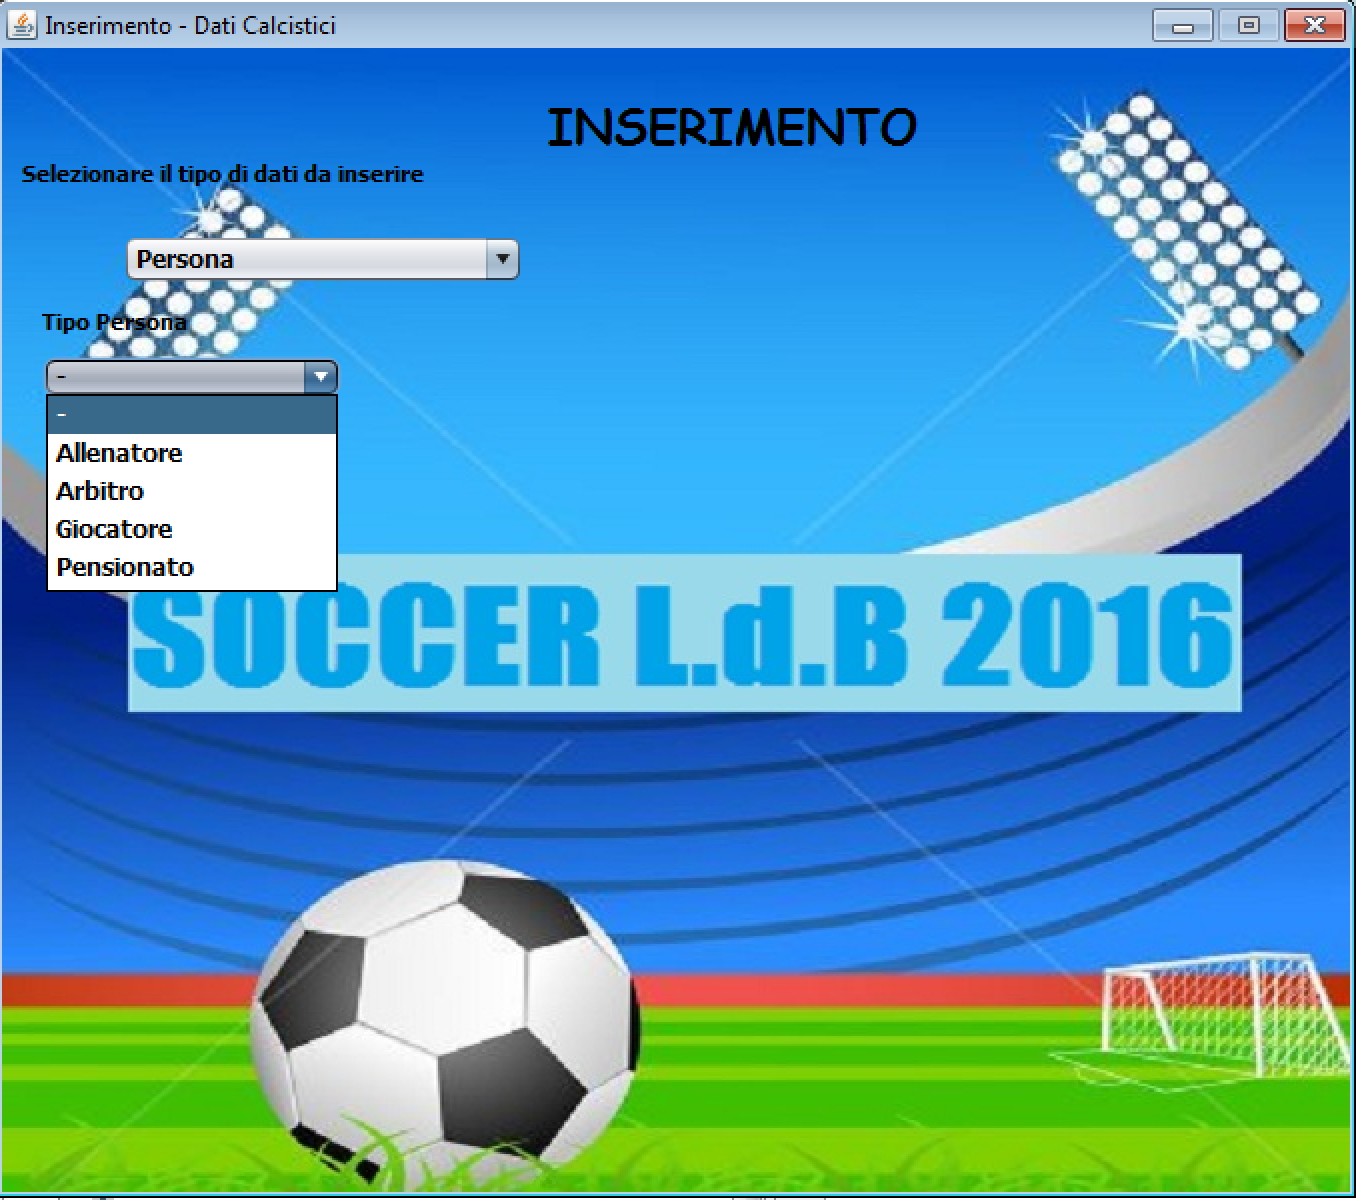 Inserimento - Dati Calcistici
INSERIMENTO
Selezionare il tipo di dati da inserire
Persona
Tipo Persona
-
-
Allenatore
Arbitro
Giocatore
Pensionato
SOCCER L.d.B 2016